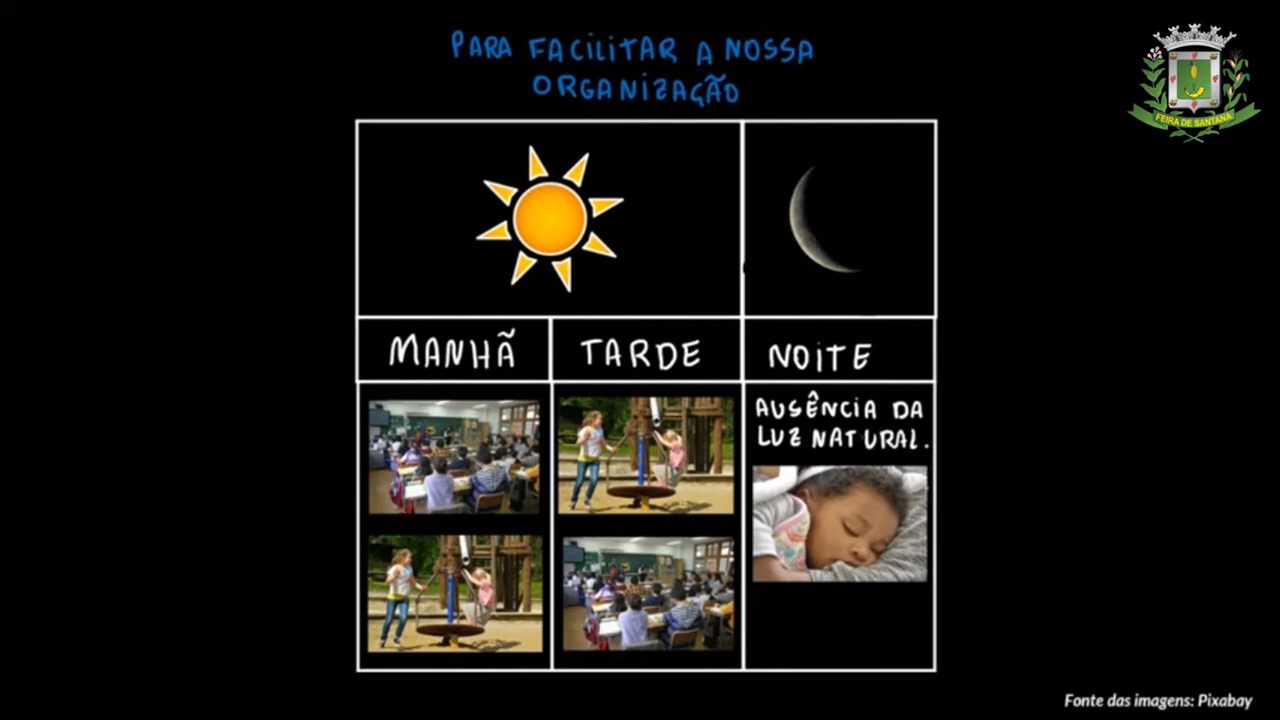 PARA FACILITAR A NOSSA
ORGANIZAÇÃO
FEIRA DE SANTANA
MANHÃ
TARDE
NOITE
AUSÊNCIA DA
LUZ NATURAL.
Fonte das imagens: Pixabay